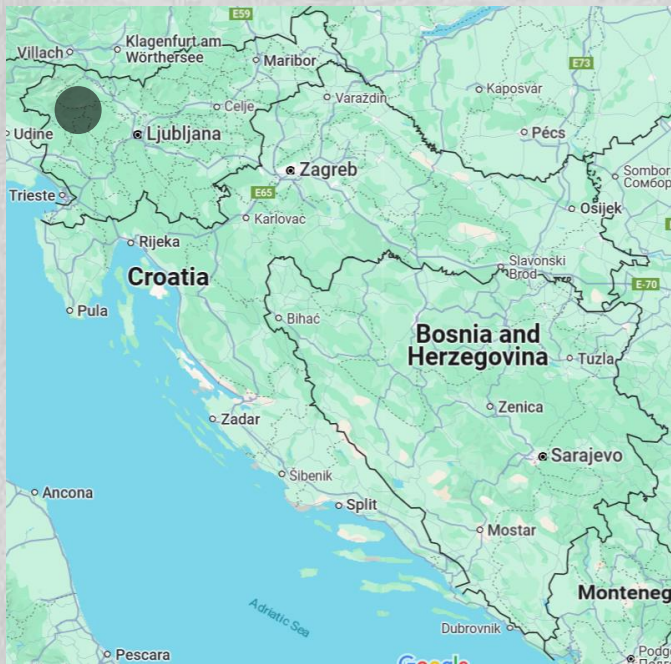 E59
Klagenfurt am
Wörthersee
Villach
Maribor
E73
Kaposvár
Celje
Varaždin
Udine
Ljubljana
Pécs
Zagreb
Sombor
Сомбор
Trieste
E65
Osijek
Karlovac
Rijeka
Slavonski
Brod
Croatia
E-70
Pula
Bihać
Bosnia and
Herzegovina
Tuzla
Zenica
Zadar
Sarajevo
Šibenik
Ancona
Split
Mostar
Monteneg
Adriatic Sea
Dubrovnik
Pescara
Google